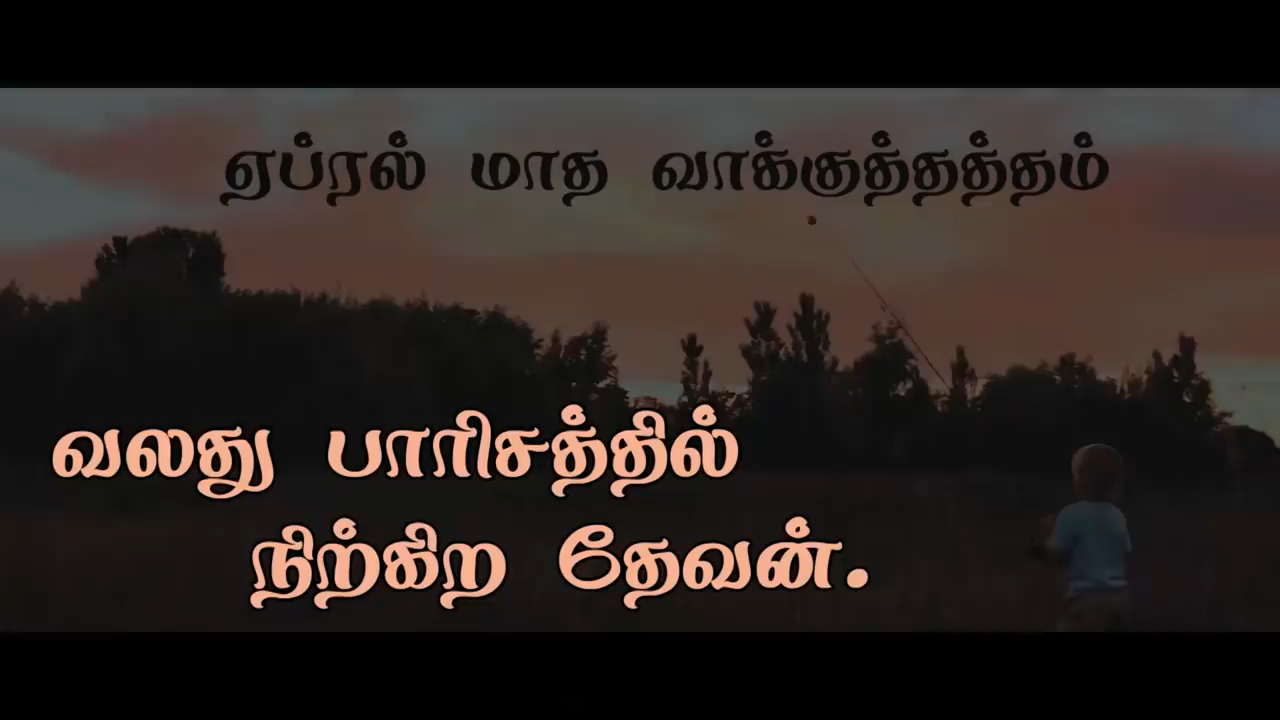 ஏப்ரல் மாத வாக்குத்தத்தம்
வலது பாரிசத்தில்
நிற்கிற தேவன்.